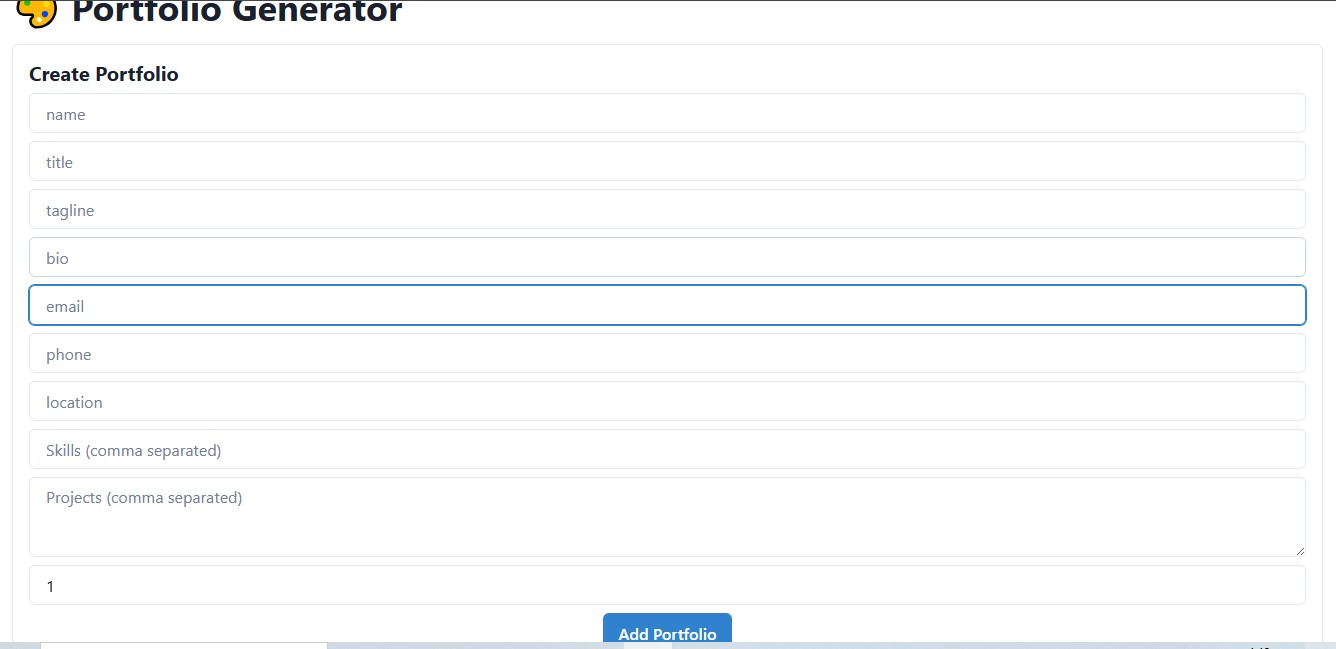 Portfolio Generator
Create Portfolio
name
title
tagline
bio
email
phone
location
Skills (comma separated)
Projects (comma separated)
1
Add Portfolio